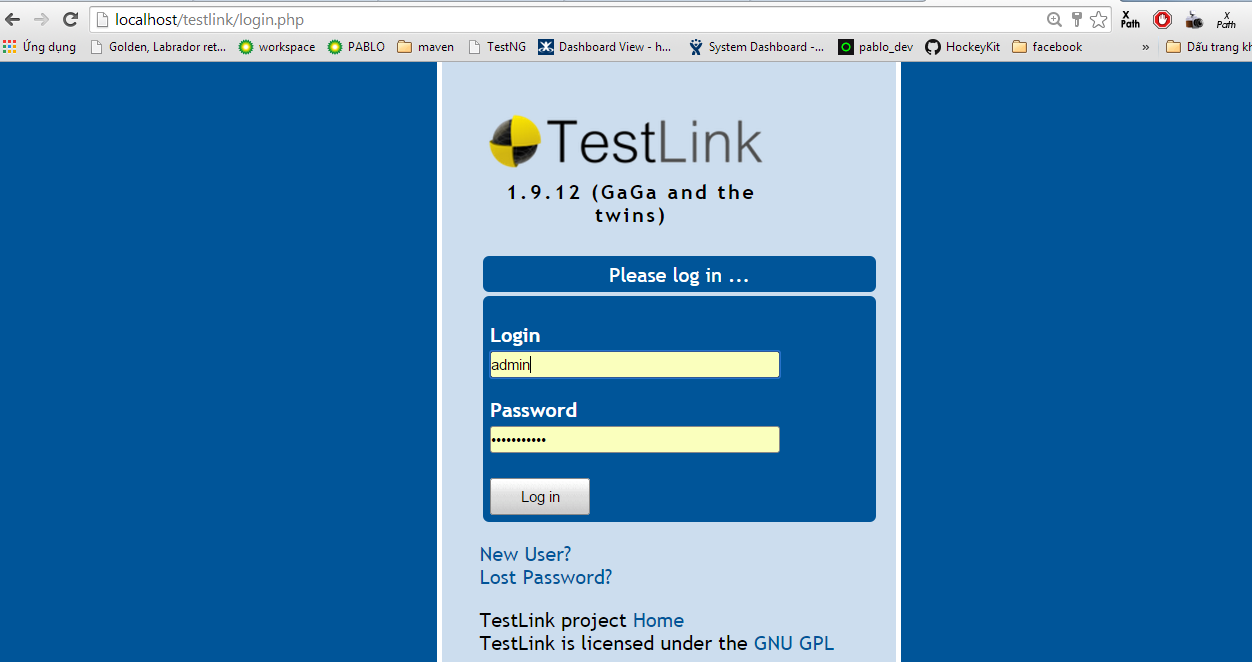 localhost/testlink/login.php
X Path
X Path
Ứng dụng Golden, Labrador ret... workspace PABLO maven TestNG Dashboard View - h... System Dashboard -... pablo_dev HockeyKit facebook » Dấu trang kh
TestLink
1.9.12 (GaGa and the
twins)
Please log in ...
Login
admin
Password
•••••••••••
Log in
New User?
Lost Password?
TestLink project Home
TestLink is licensed under the GNU GPL